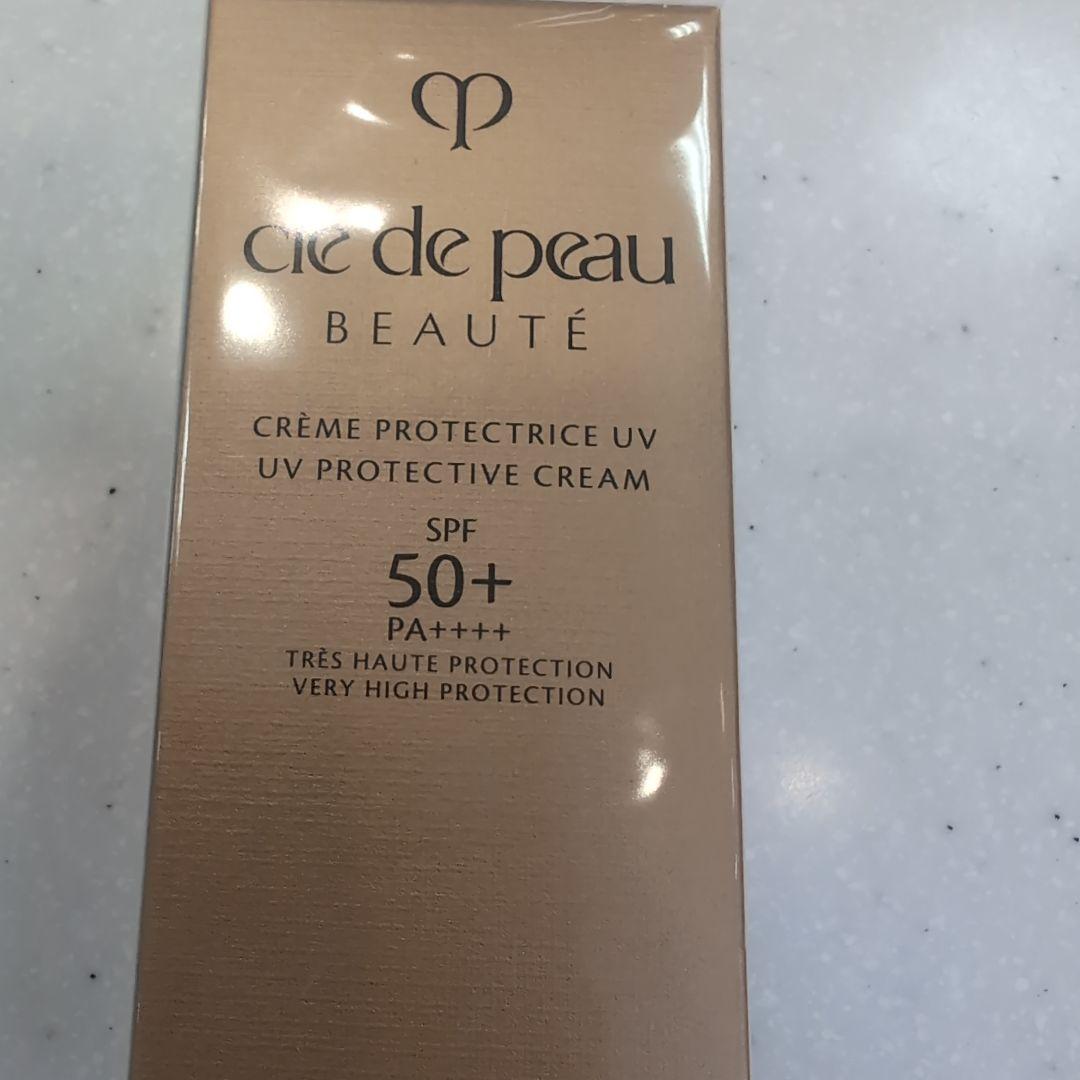 clé de peau
BEAUTÉ
CRÈME PROTECTRICE UV
UV PROTECTIVE CREAM
SPF
50+
PA++++
TRÈS HAUTE PROTECTION
VERY HIGH PROTECTION